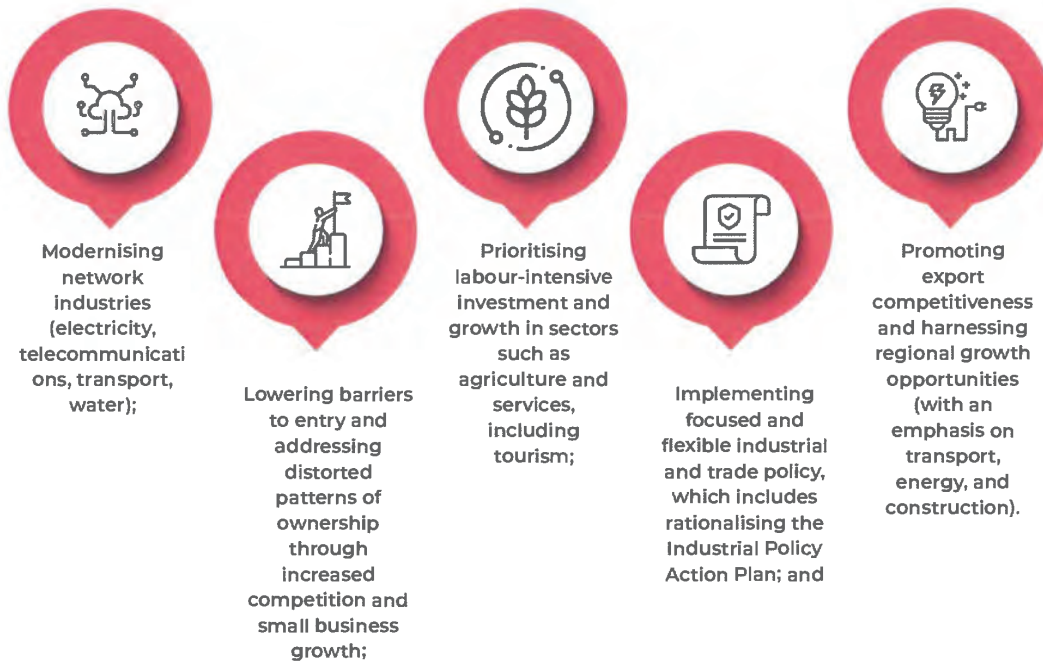 Modernising
network
industries
(electricity,
telecommunicati
ons, transport,
water);
Lowering barriers
to entry and
addressing
distorted
patterns of
ownership
through
increased
competition and
small business
growth;
Prioritising
labour-intensive
investment and
growth in sectors
such as
agriculture and
services,
including
tourism;
Implementing
focused and
flexible industrial
and trade policy,
which includes
rationalising the
Industrial Policy
Action Plan; and
Promoting
export
competitiveness
and harnessing
regional growth
opportunities
(with an
emphasis on
transport,
energy, and
construction).